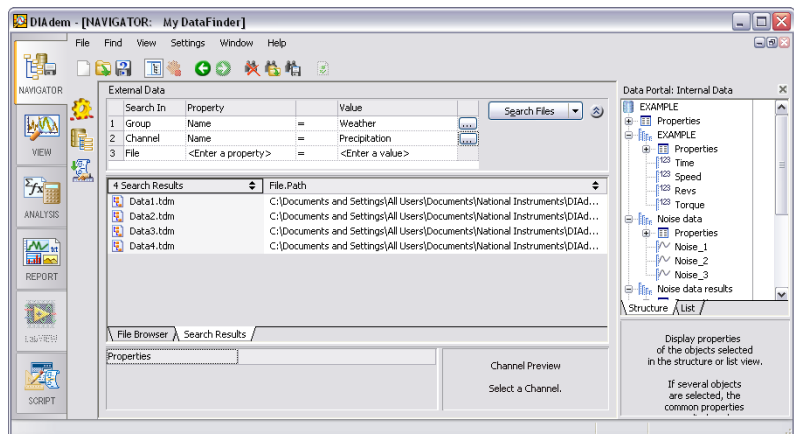 DIAdem - [NAVIGATOR: My DataFinder]
File Find View Settings Window Help
NAVIGATOR
VIEW
ANALYSIS
REPORT
LabVIEW
SCRIPT
External Data
Search In Property Value
1 Group Name = Weather ...
2 Channel Name = Precipitation ...
3 File <Enter a property> = <Enter a value>
Search Files
4 Search Results File.Path
Data1.tdm C:\Documents and Settings\All Users\Documents\National Instruments\DIAd...
Data2.tdm C:\Documents and Settings\All Users\Documents\National Instruments\DIAd...
Data3.tdm C:\Documents and Settings\All Users\Documents\National Instruments\DIAd...
Data4.tdm C:\Documents and Settings\All Users\Documents\National Instruments\DIAd...
File Browser Search Results
Properties
Channel Preview
Select a Channel.
Data Portal: Internal Data
EXAMPLE
Properties
EXAMPLE
Properties
123 Time
123 Speed
123 Revs
123 Torque
Noise data
Properties
Noise_1
Noise_2
Noise_3
Noise data results
Structure List
Display properties
of the objects selected
in the structure or list view.
If several objects
are selected, the
common properties